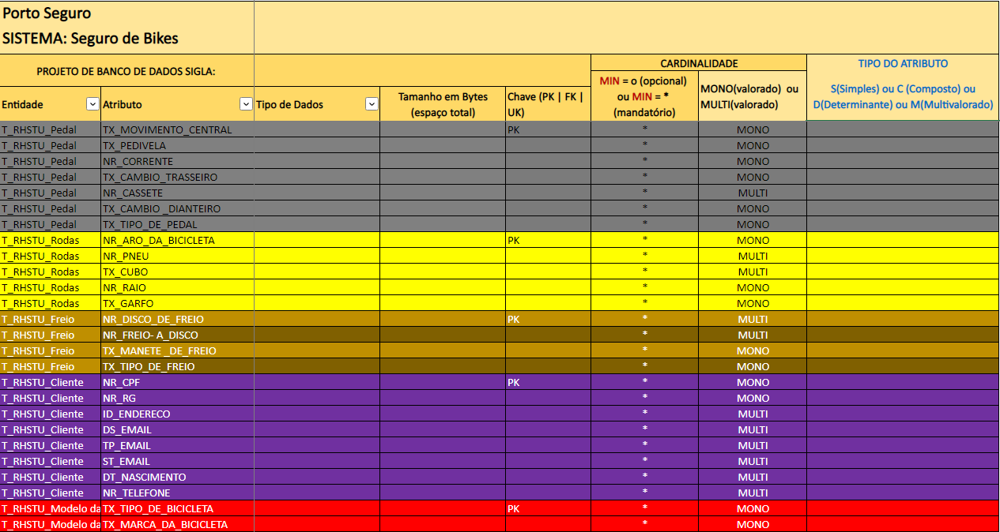 Porto Seguro
SISTEMA: Seguro de Bikes
PROJETO DE BANCO DE DADOS SIGLA:
CARDINALIDADE
TIPO DO ATRIBUTO
S(Simples) ou C (Composto) ou
D(Determinante) ou M(Multivalorado)
Entidade
Atributo
Tipo de Dados
Tamanho em Bytes
(espaço total)
Chave (PK | FK |
UK)
MIN = o (opcional)
ou MIN = *
(mandatório)
MONO(valorado) ou
MULTI(valorado)
T_RHSTU_Pedal TX_MOVIMENTO_CENTRAL PK * MONO
T_RHSTU_Pedal TX_PEDIVELA * MONO
T_RHSTU_Pedal NR_CORRENTE * MONO
T_RHSTU_Pedal TX_CAMBIO_TRASSEIRO * MONO
T_RHSTU_Pedal NR_CASSETE * MULTI
T_RHSTU_Pedal TX_CAMBIO _DIANTEIRO * MONO
T_RHSTU_Pedal TX_TIPO_DE_PEDAL * MONO
T_RHSTU_Rodas NR_ARO_DA_BICICLETA PK * MONO
T_RHSTU_Rodas NR_PNEU * MULTI
T_RHSTU_Rodas TX_CUBO * MULTI
T_RHSTU_Rodas NR_RAIO * MONO
T_RHSTU_Rodas TX_GARFO * MONO
T_RHSTU_Freio NR_DISCO_DE_FREIO PK * MULTI
T_RHSTU_Freio NR_FREIO- A_DISCO * MULTI
T_RHSTU_Freio TX_MANETE _DE_FREIO * MONO
T_RHSTU_Freio TX_TIPO_DE_FREIO * MONO
T_RHSTU_Cliente NR_CPF PK * MONO
T_RHSTU_Cliente NR_RG * MONO
T_RHSTU_Cliente ID_ENDERECO * MULTI
T_RHSTU_Cliente DS_EMAIL * MULTI
T_RHSTU_Cliente TP_EMAIL * MULTI
T_RHSTU_Cliente ST_EMAIL * MULTI
T_RHSTU_Cliente DT_NASCIMENTO * MULTI
T_RHSTU_Cliente NR_TELEFONE * MULTI
T_RHSTU_Modelo da TX_TIPO_DE_BICICLETA PK * MONO
T_RHSTU_Modelo da TX_MARCA_DA_BICICLETA * MONO